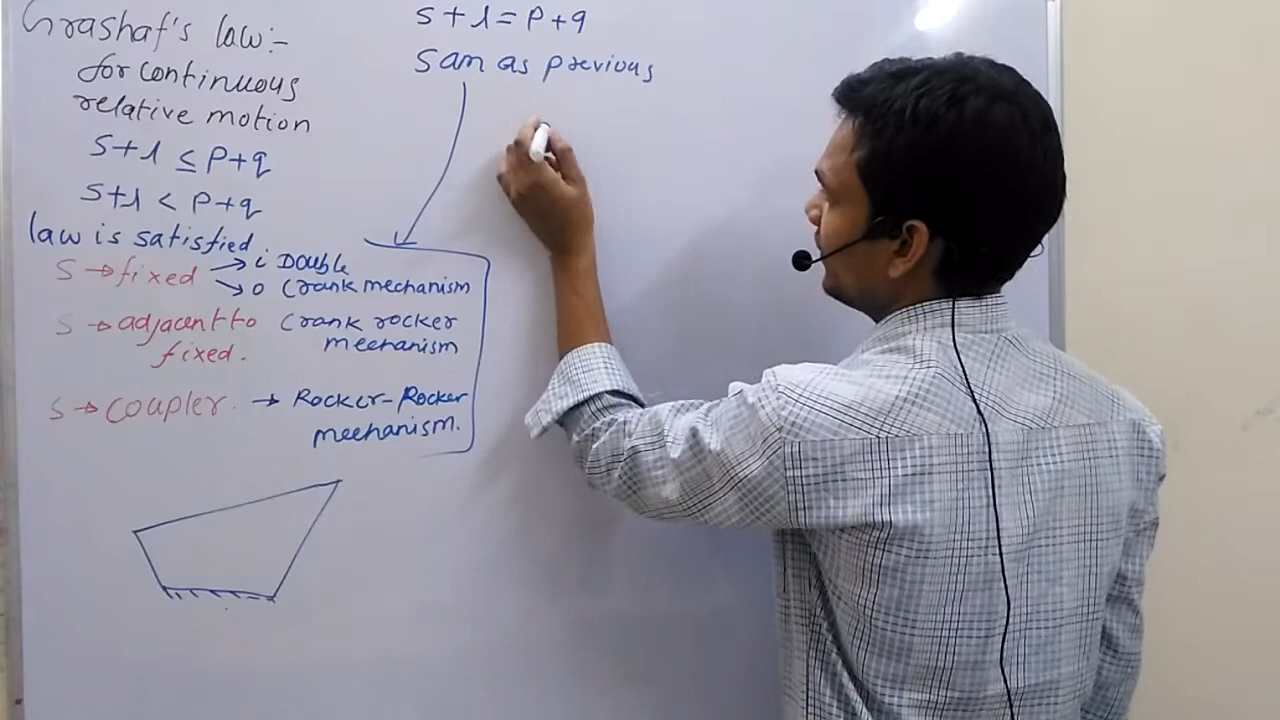 Grashaf's law:-
for continuous
relative motion
S+l ≤ P+q
S+l < P+q
law is satisfied.
S → fixed → i Double
→ o Crank mechanism
S → adjacent to fixed. Crank rocker
mechanism
S → coupler. → Rocker-Rocker
mechanism.
S+l = P+q
Sam as previous